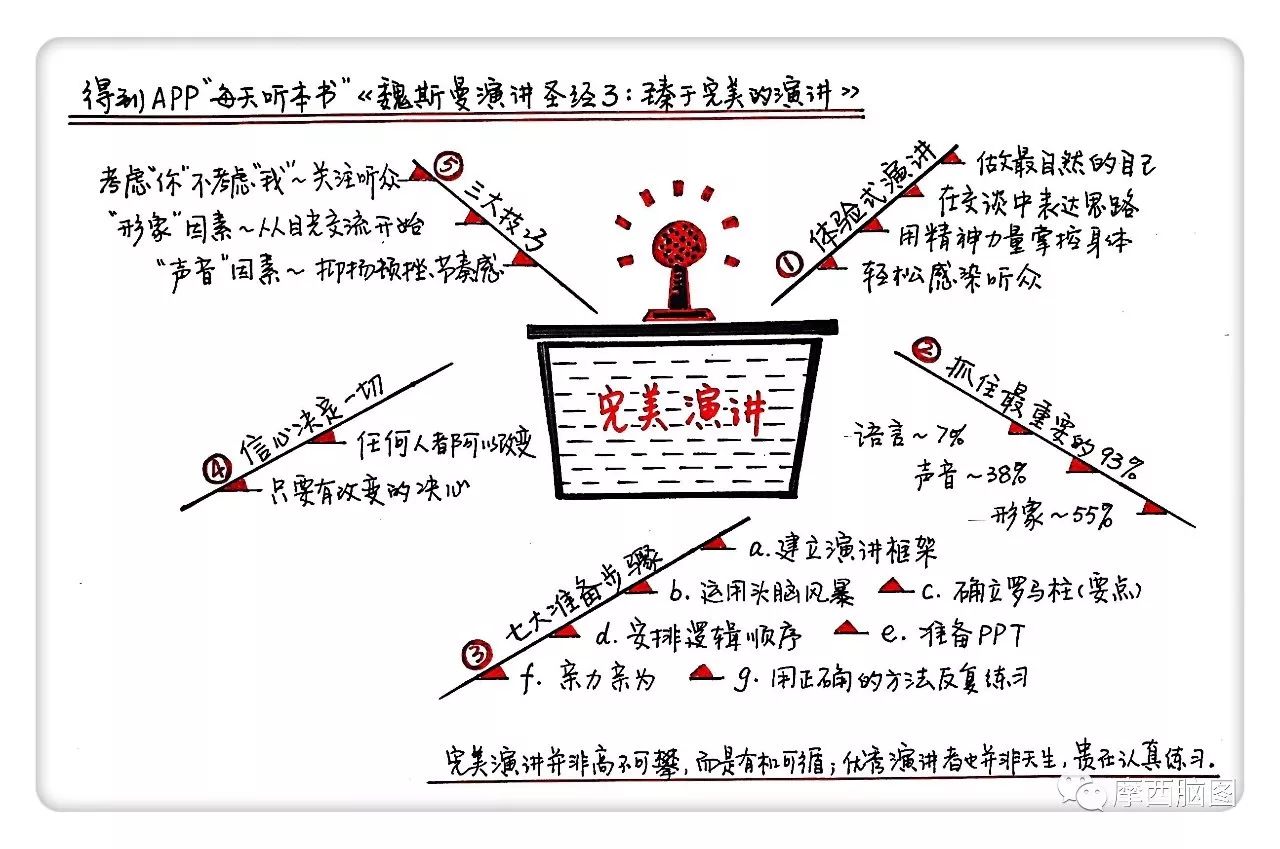 得到APP“每天听本书”《魏斯曼演讲圣经3:臻于完美的演讲》
⑤三大技巧
考虑“你”不考虑“我”~关注听众
“形象”因素~从目光交流开始
“声音”因素~抑扬顿挫、节奏感
①体验式演讲
做最自然的自己
在交谈中表达思路
用精神力量掌控身体
轻松感染听众
完美演讲
②抓住最重要的93%
语言~7%
声音~38%
形象~55%
④信心决定一切
任何人都可以改变
只要有改变的决心
③七大准备步骤
a.建立演讲框架
b.运用头脑风暴 c.确立罗马柱(要点)
d.安排逻辑顺序 e.准备PPT
f.亲力亲为 g.用正确的方法反复练习
完美演讲并非高不可攀,而是有和可循;优秀演讲者也并非天生,贵在认真练习.
摩西脑图